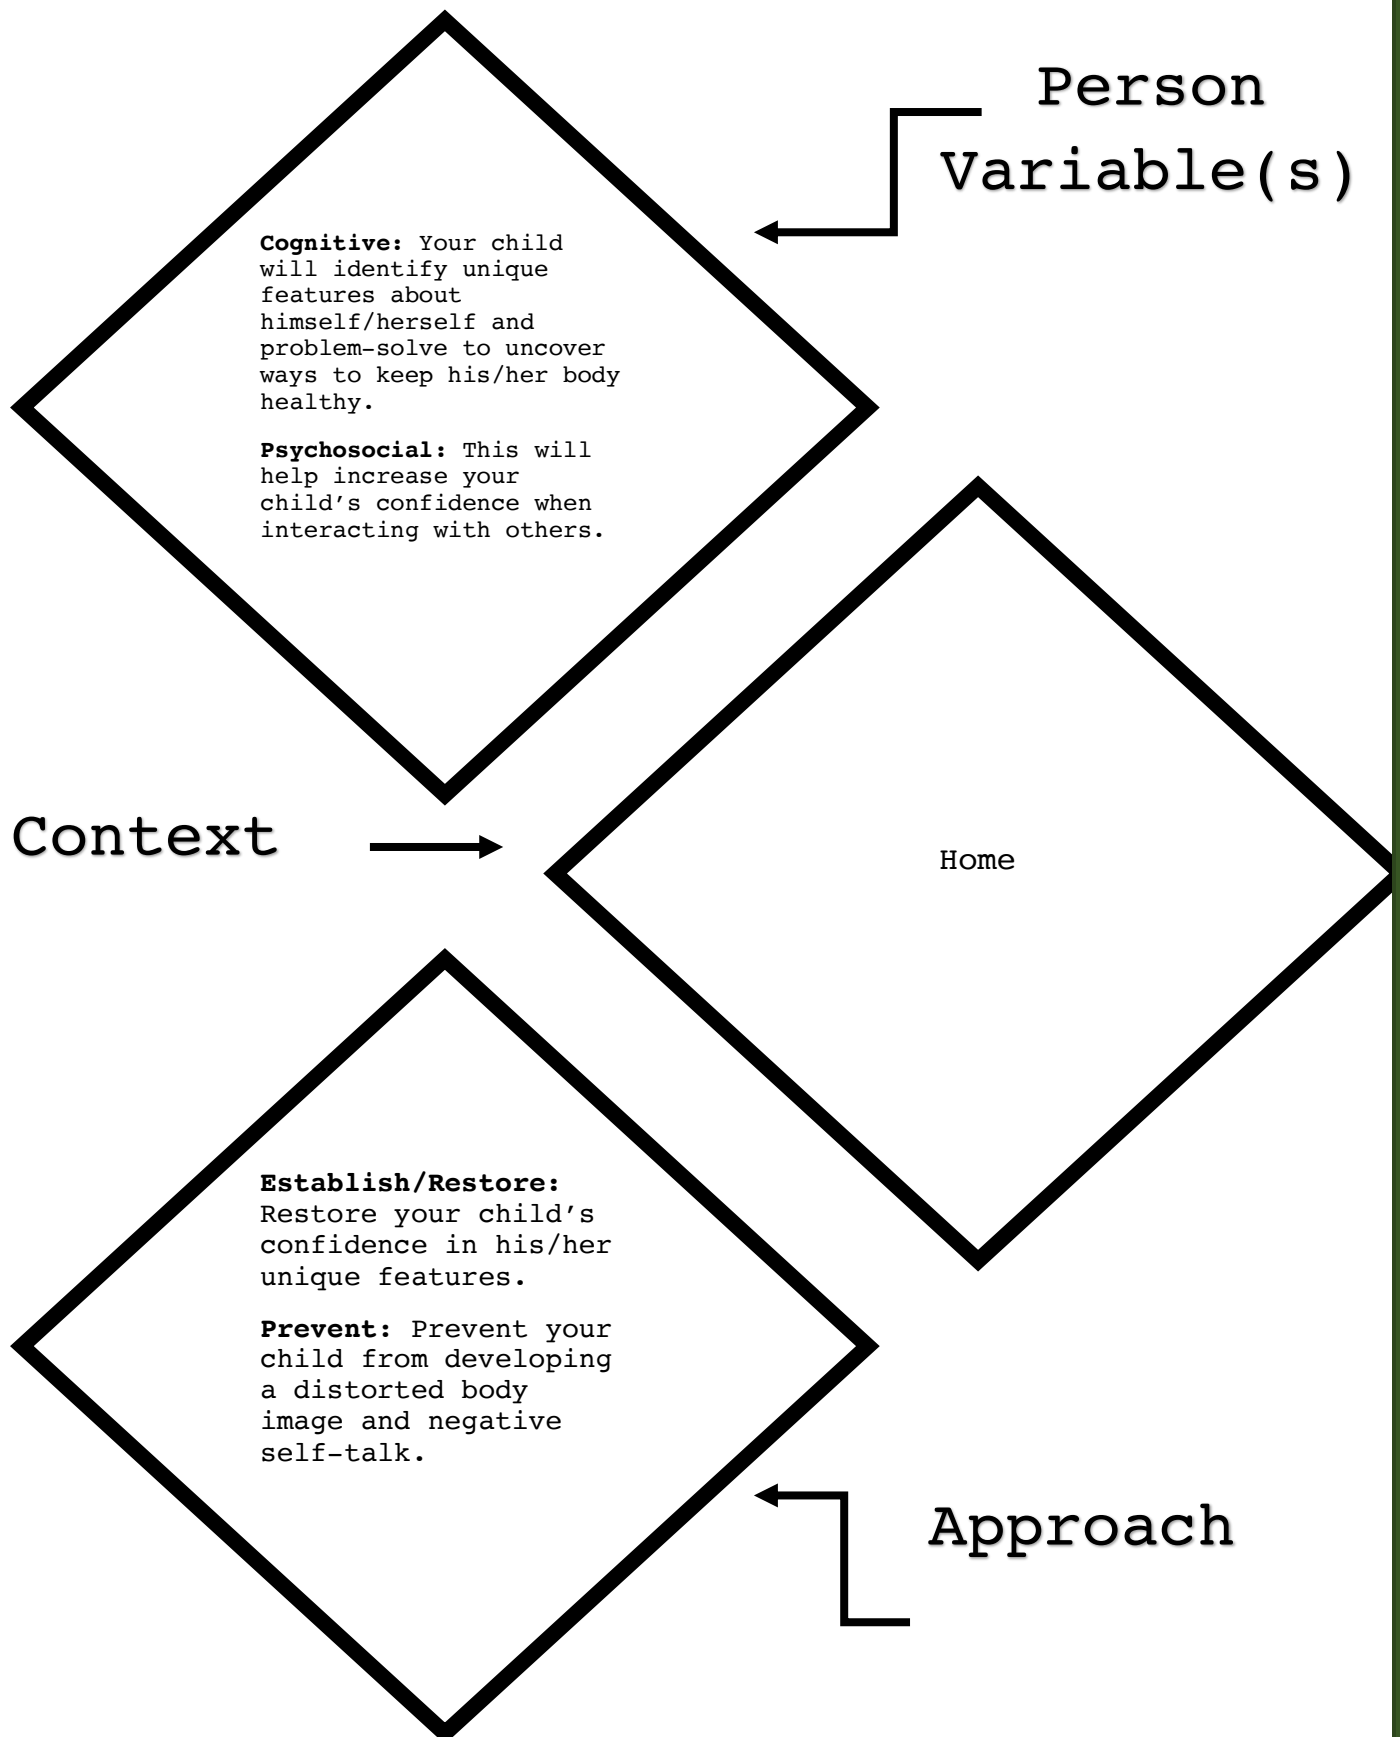 Person
Variable(s)
Cognitive: Your child
will identify unique
features about
himself/herself and
problem-solve to uncover
ways to keep his/her body
healthy.
Psychosocial: This will
help increase your
child’s confidence when
interacting with others.
Context
Home
Establish/Restore:
Restore your child’s
confidence in his/her
unique features.
Prevent: Prevent your
child from developing
a distorted body
image and negative
self-talk.
Approach